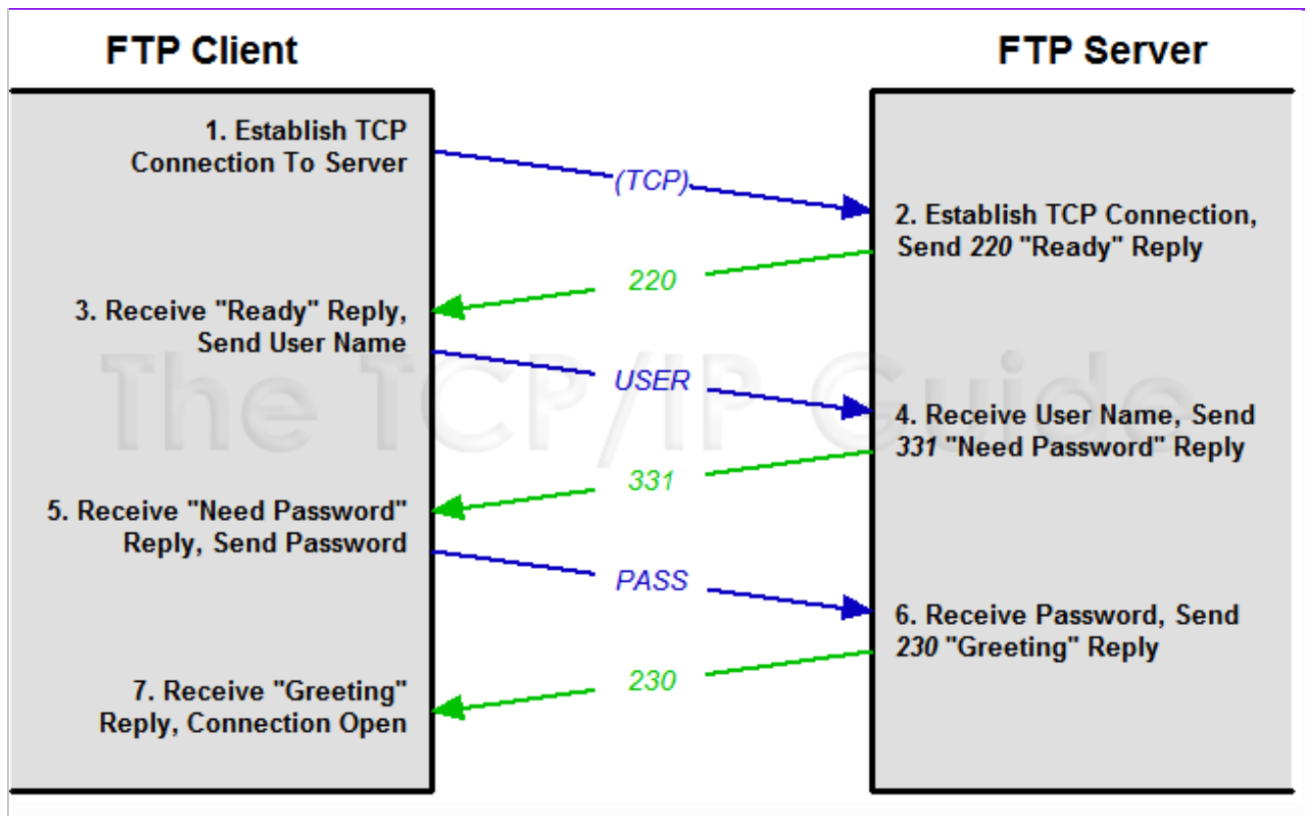 FTP Client
FTP Server
1. Establish TCP
Connection To Server
(TCP)
2. Establish TCP Connection,
Send 220 "Ready" Reply
220
3. Receive "Ready" Reply,
Send User Name
The TCP/IP Guide
USER
4. Receive User Name, Send
331 "Need Password" Reply
331
5. Receive "Need Password"
Reply, Send Password
PASS
6. Receive Password, Send
230 "Greeting" Reply
230
7. Receive "Greeting"
Reply, Connection Open